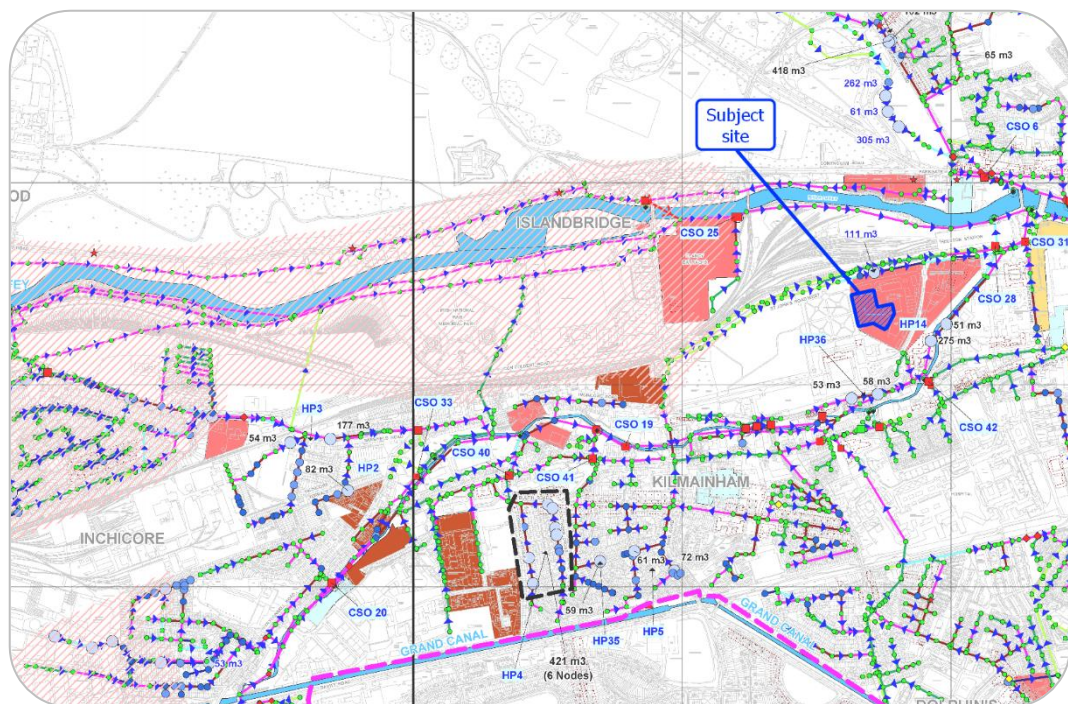 102 m3
418 m3
65 m3
262 m3
61 m3
305 m3
Subject
site
CSO 6
ISLANDBRIDGE
CSO 25
111 m3
CSO 31
CSO 28
HP14
HP36
51 m3
275 m3
53 m3
58 m3
CSO 33
HP3
177 m3
54 m3
CSO 19
CSO 42
CSO 40
82 m3
HP2
CSO 41
KILMAINHAM
INCHICORE
61 m3
72 m3
CSO 20
59 m3
GRAND CANAL
GRAND CANAL
HP35
HP5
53 m3
HP4
421 m3
(6 Nodes)